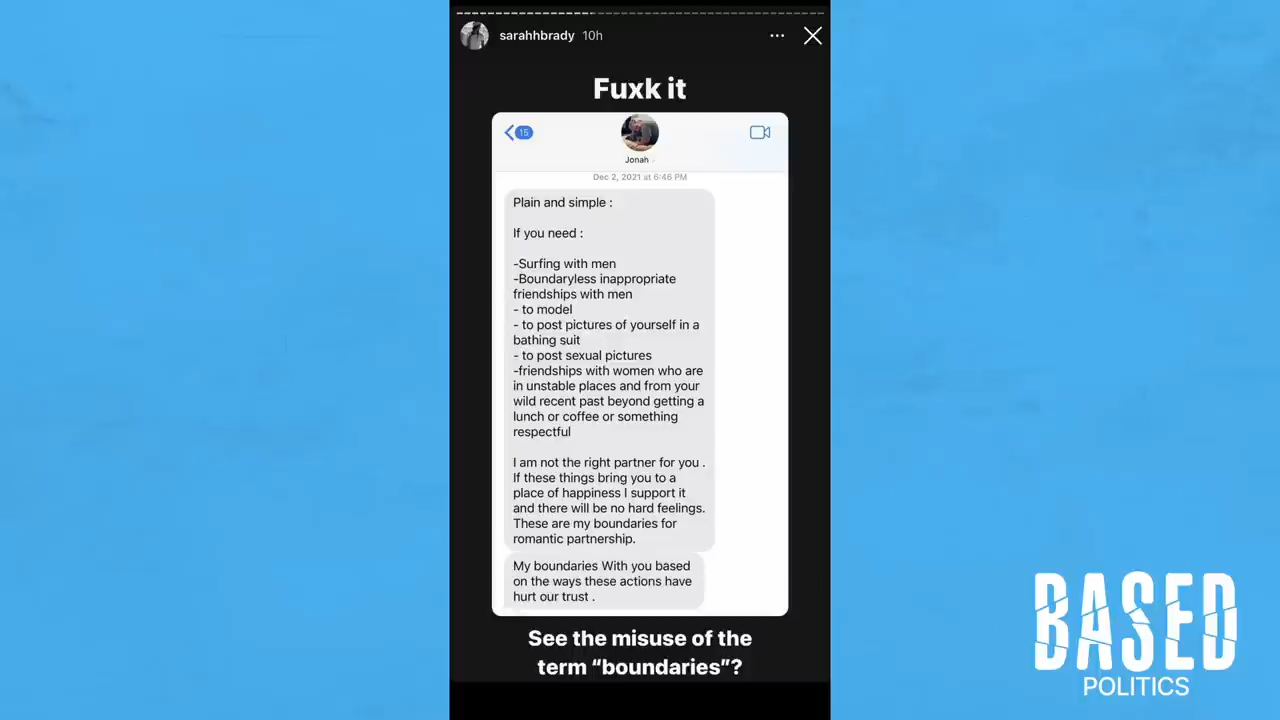 sarahhbrady 10h
Fuxk it
15
Jonah
Dec 2, 2021 at 6:46 PM
Plain and simple :
If you need :
-Surfing with men
-Boundaryless inappropriate
friendships with men
- to model
- to post pictures of yourself in a
bathing suit
- to post sexual pictures
-friendships with women who are
in unstable places and from your
wild recent past beyond getting a
lunch or coffee or something
respectful
I am not the right partner for you .
If these things bring you to a
place of happiness I support it
and there will be no hard feelings.
These are my boundaries for
romantic partnership.
My boundaries With you based
on the ways these actions have
hurt our trust .
See the misuse of the
term “boundaries”?
BASED
POLITICS